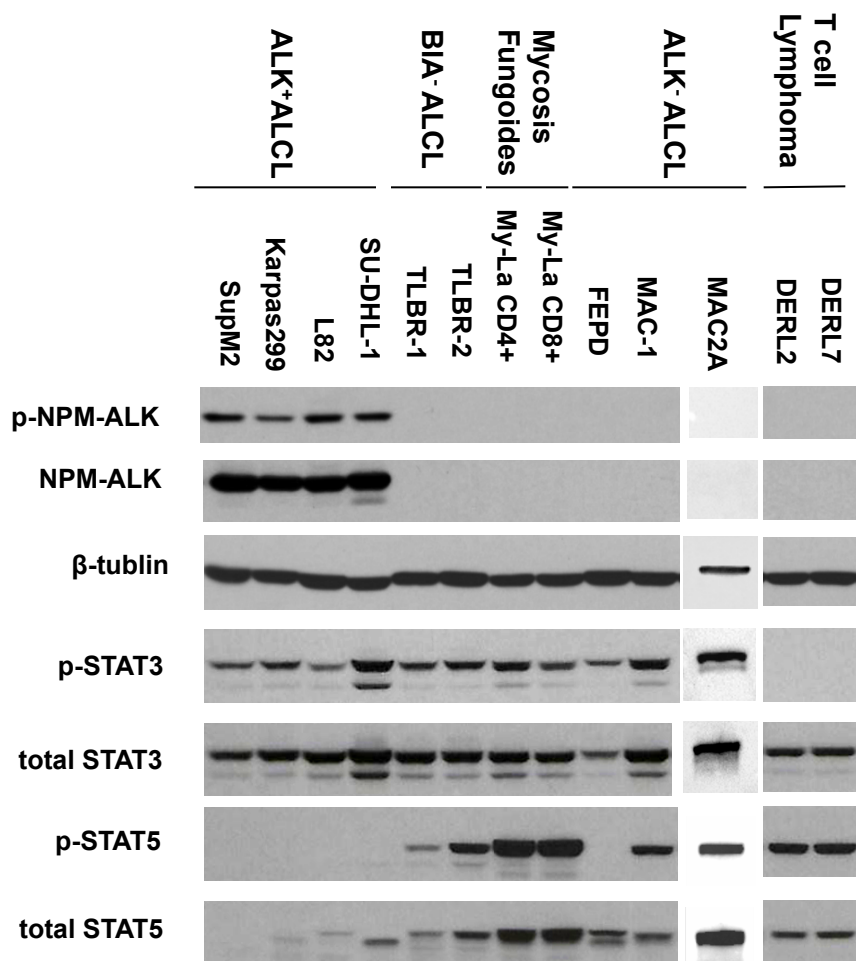 ALK+ALCL
BIA- ALCL
Mycosis
Fungoides
ALK- ALCL
T cell
Lymphoma
SupM2
Karpas299
L82
SU-DHL-1
TLBR-1
TLBR-2
My-La CD4+
My-La CD8+
FEPD
MAC-1
MAC2A
DERL2
DERL7
p-NPM-ALK
NPM-ALK
β-tublin
p-STAT3
total STAT3
p-STAT5
total STAT5